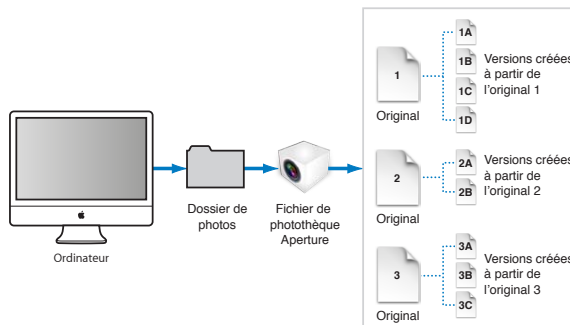 Ordinateur
Dossier de
photos
Fichier de
photothèque
Aperture
1
Original
1A
1B
1C
1D
Versions créées
à partir de
l'original 1
2
Original
2A
2B
Versions créées
à partir de
l'original 2
3
Original
3A
3B
3C
Versions créées
à partir de
l'original 3